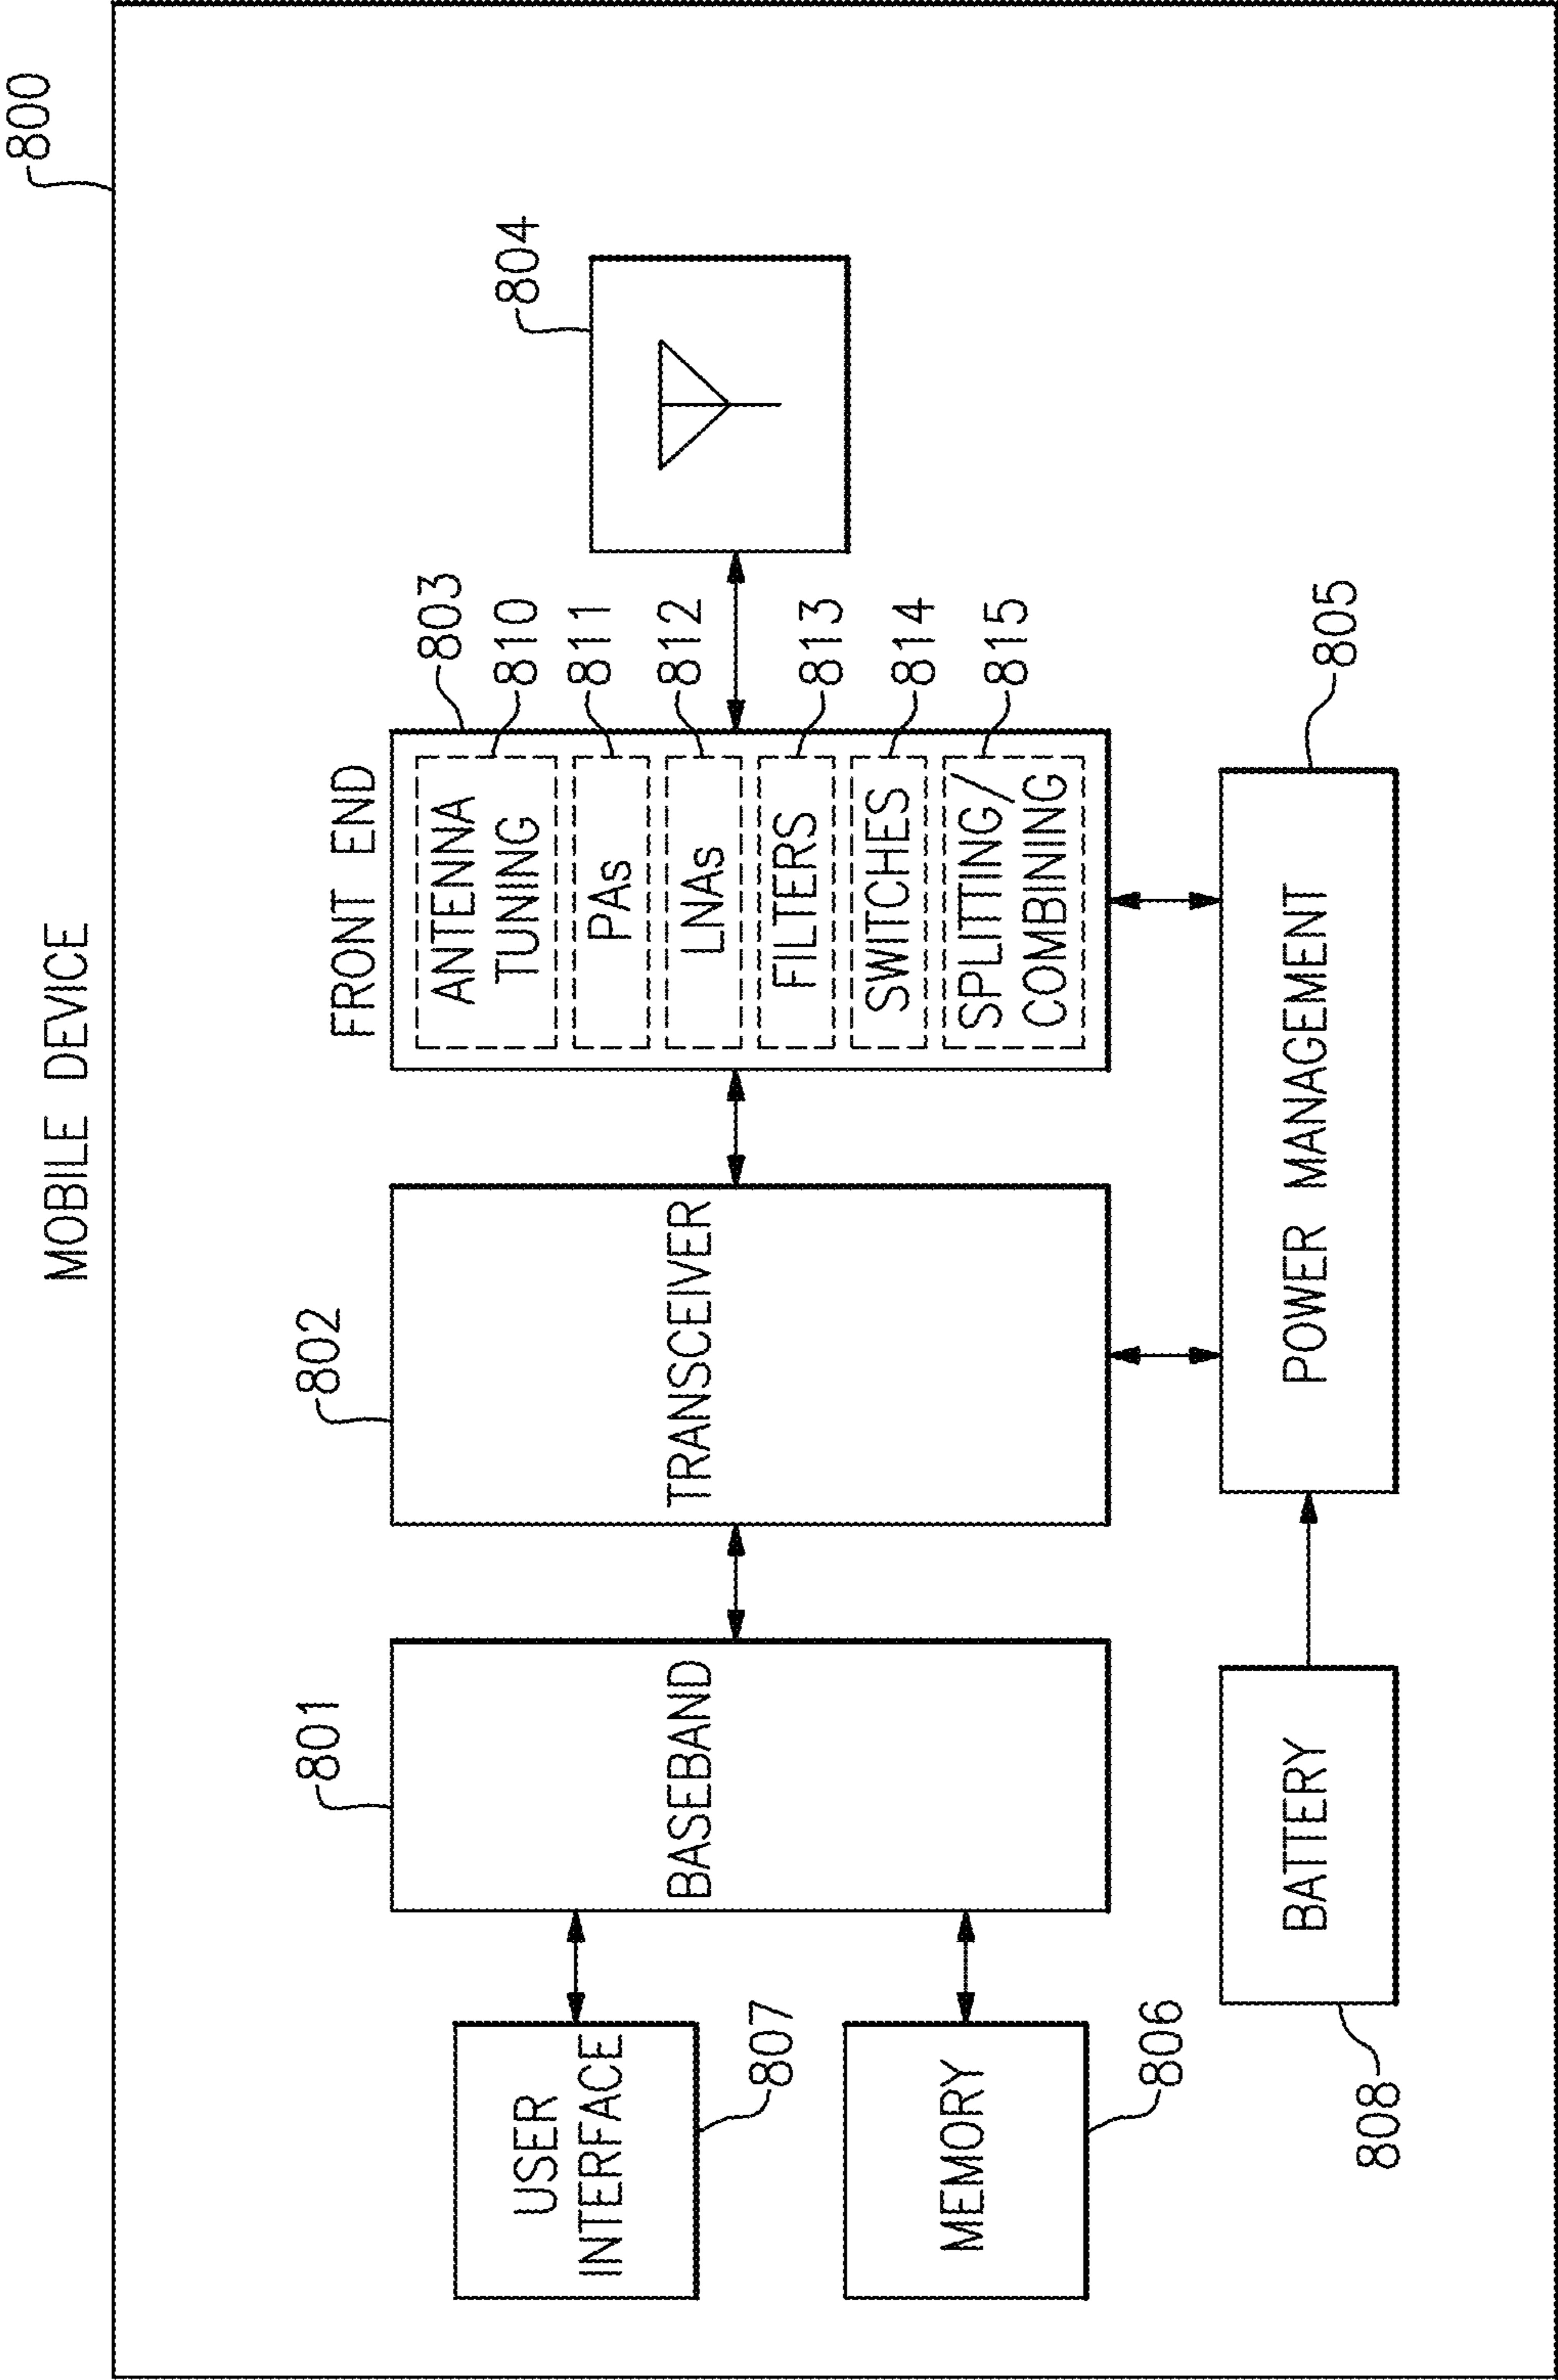 MOBILE DEVICE
800
801
802
FRONT END
803
804
USER
INTERFACE
807
BASEBAND
TRANSCEIVER
ANTENNA
TUNING
810
PAs
811
LNAs
812
FILTERS
813
SWITCHES
814
SPLITTING/
COMBINING
815
MEMORY
806
BATTERY
808
POWER MANAGEMENT
805